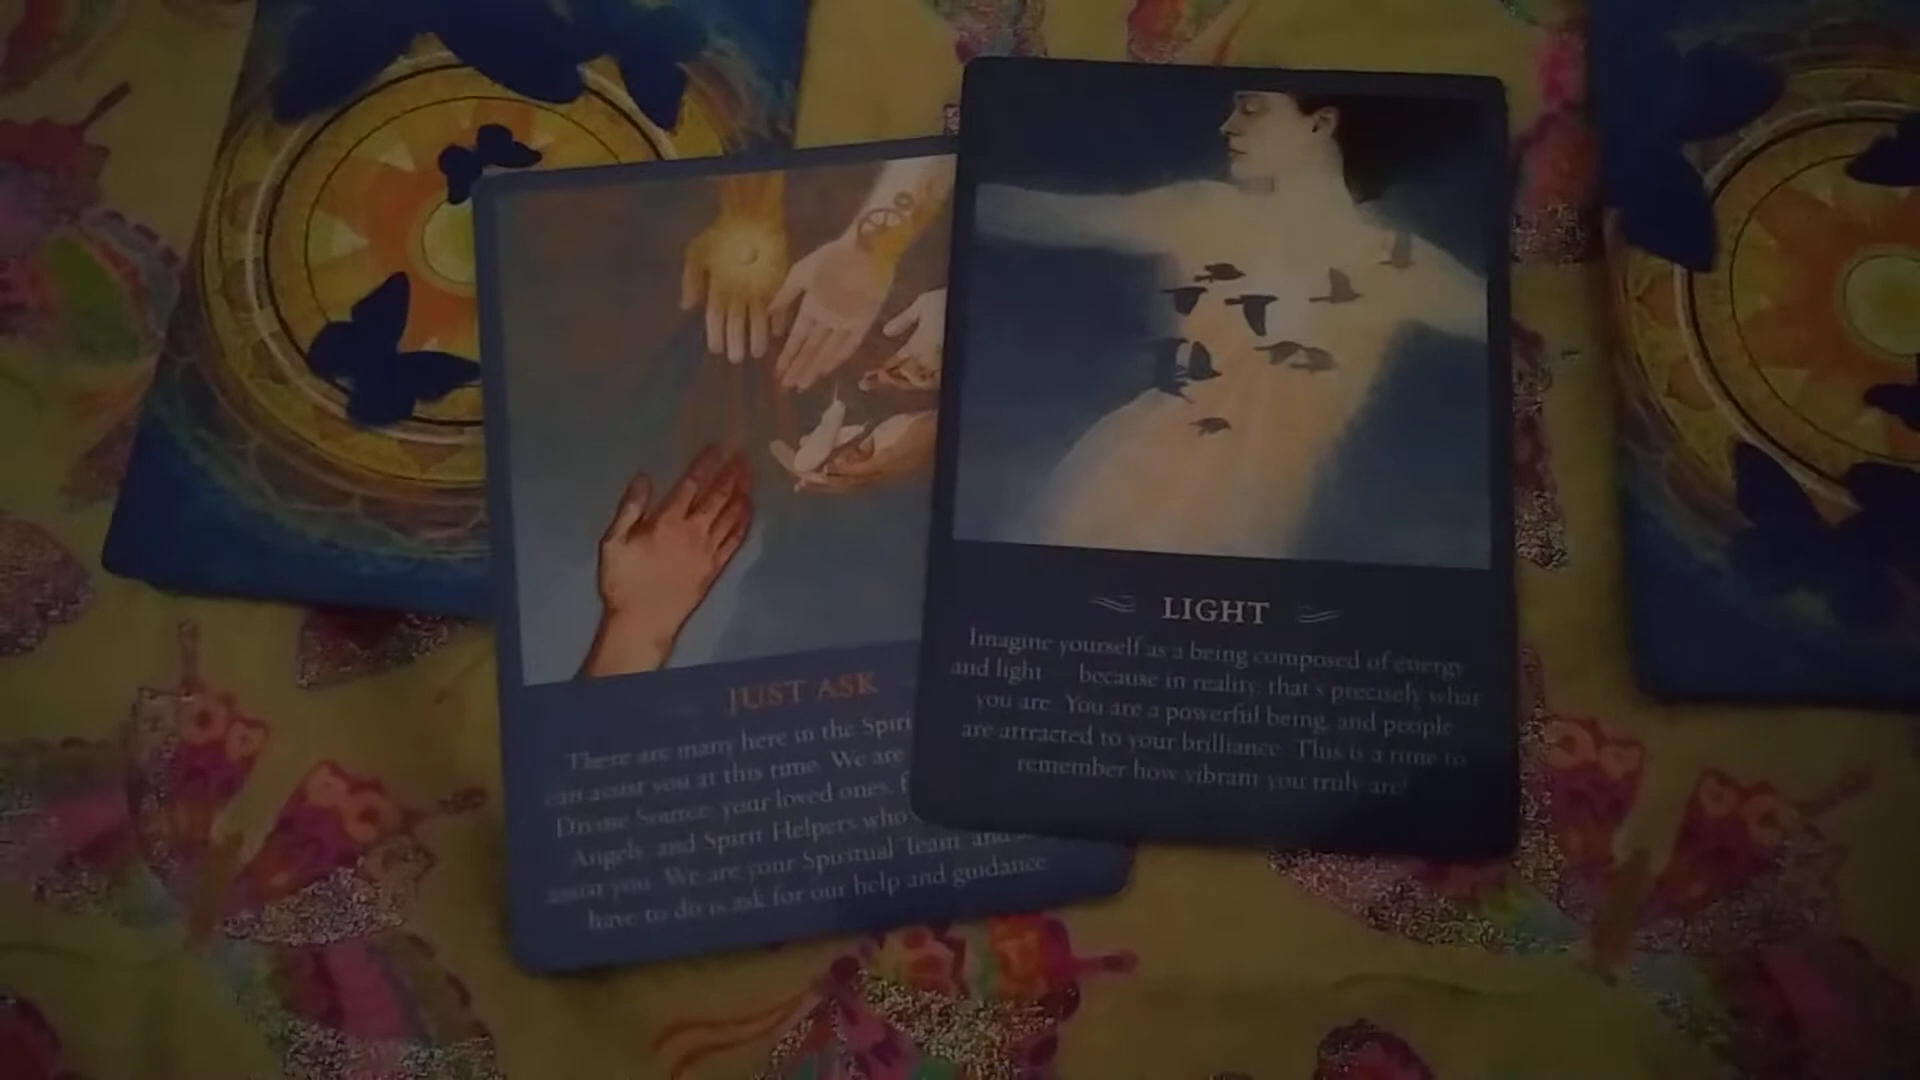 JUST ASK
There are many here in the Spiri
can assist you at this time. We are
Divine Source, your loved ones,
Angels, and Spirit Helpers who
assist you. We are your Spiritual Team and
have to do is ask for our help and guidance
LIGHT
Imagine yourself as a being composed of energy
and light — because in reality, that's precisely what
you are. You are a powerful being, and people
are attracted to your brilliance. This is a time to
remember how vibrant you truly are!